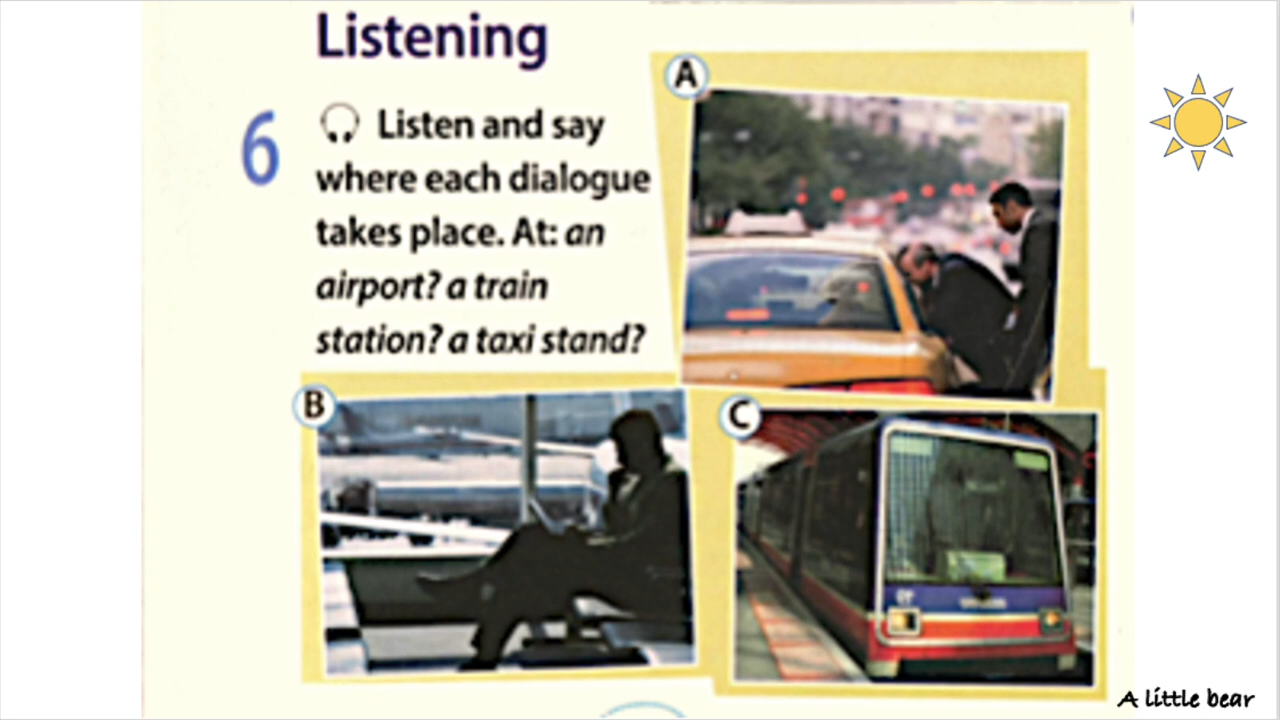 Listening
6
Listen and say
where each dialogue
takes place. At: an
airport? a train
station? a taxi stand?
A
B
C
A little bear